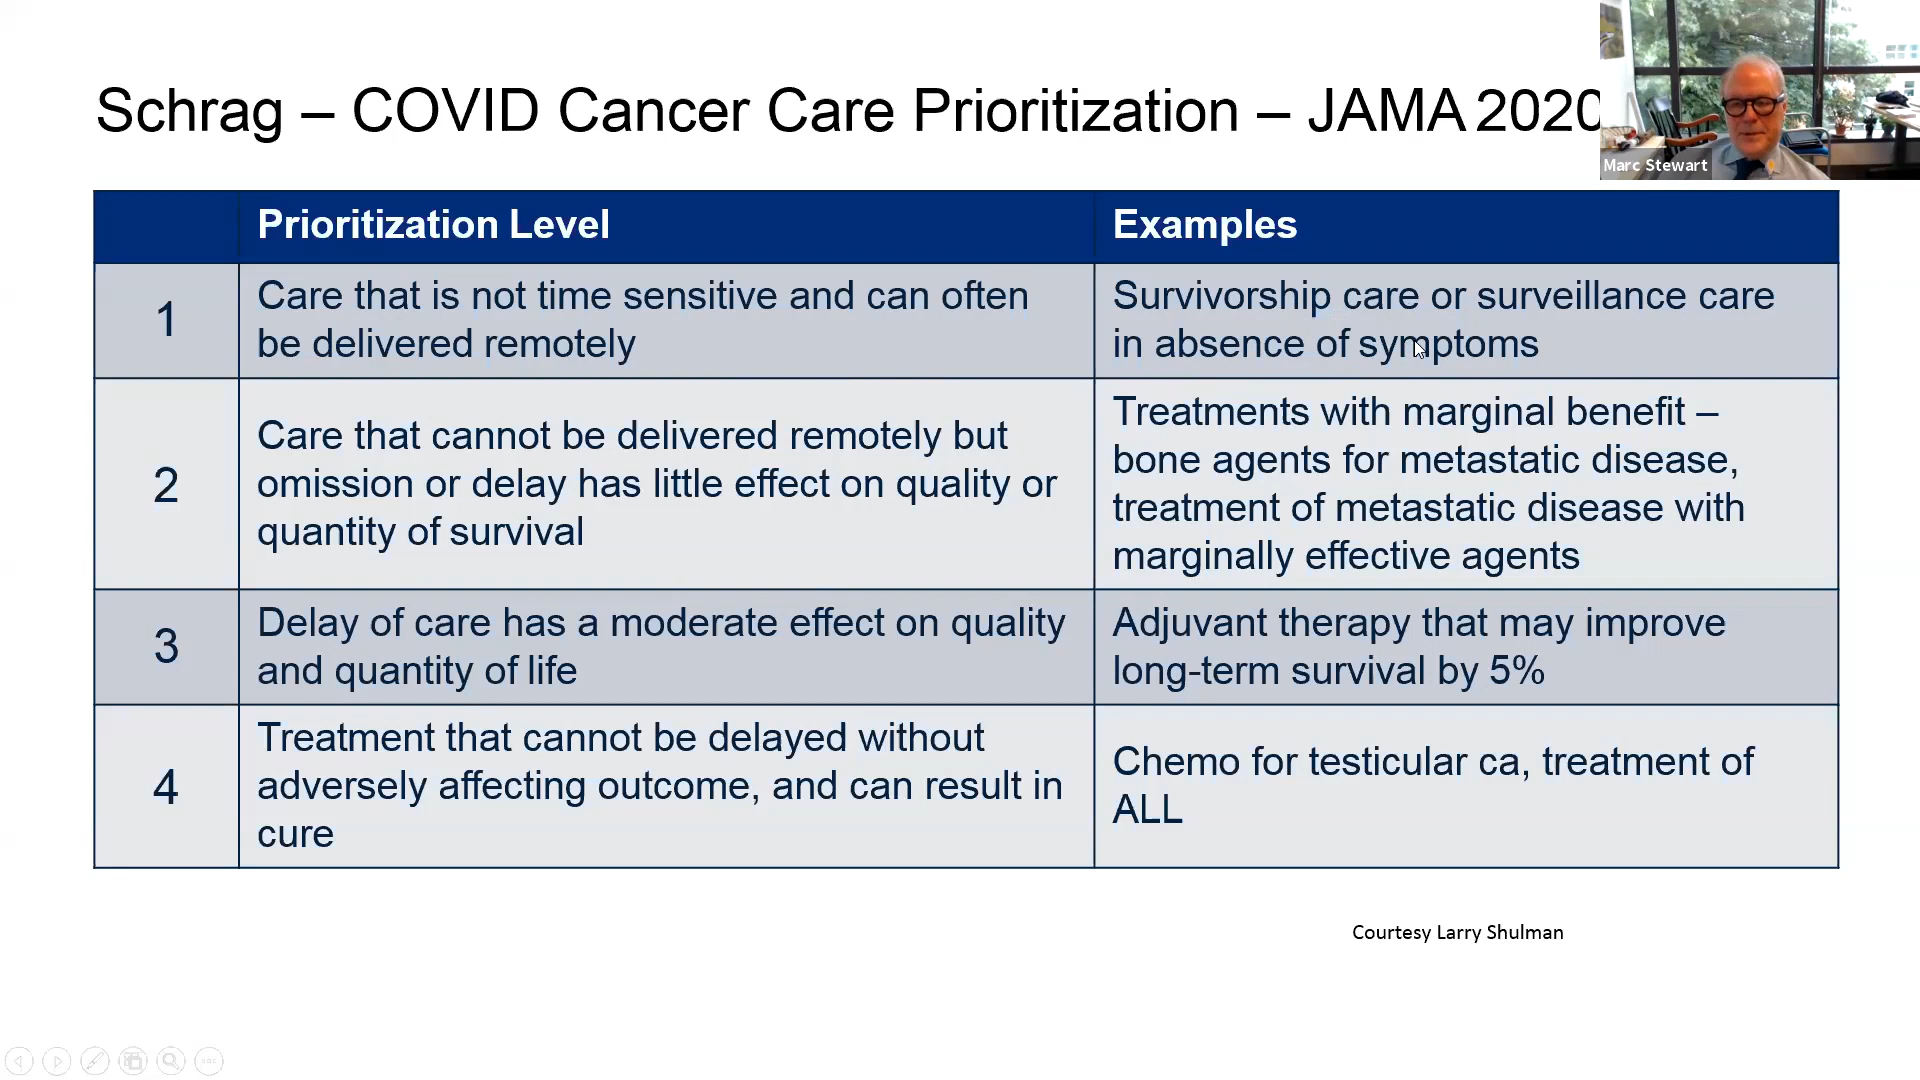 Schrag – COVID Cancer Care Prioritization – JAMA 2020
Marc Stewart
Prioritization Level
Examples
1
Care that is not time sensitive and can often
be delivered remotely
Survivorship care or surveillance care
in absence of symptoms
2
Care that cannot be delivered remotely but
omission or delay has little effect on quality or
quantity of survival
Treatments with marginal benefit –
bone agents for metastatic disease,
treatment of metastatic disease with
marginally effective agents
3
Delay of care has a moderate effect on quality
and quantity of life
Adjuvant therapy that may improve
long-term survival by 5%
4
Treatment that cannot be delayed without
adversely affecting outcome, and can result in
cure
Chemo for testicular ca, treatment of
ALL
Courtesy Larry Shulman